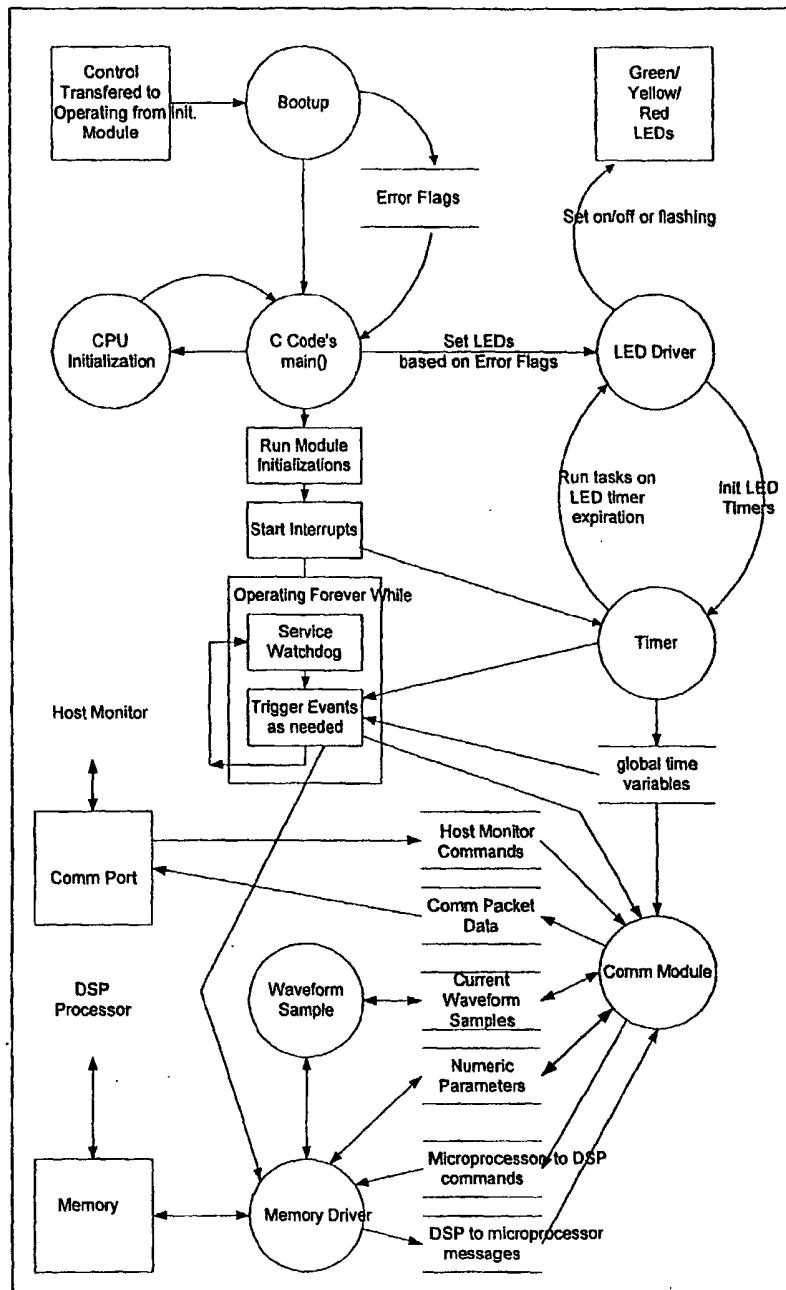 Control
Transfered to
Operating from init.
Module
Bootup
Green/
Yellow/
Red
LEDs
Error Flags
Set on/off or flashing
CPU
Initialization
C Code's
main()
Set LEDs
based on Error Flags
LED Driver
Run Module
Initializations
Run tasks on
LED timer
expiration
Init LED
Timers
Start Interrupts
Operating Forever While
Service
Watchdog
Timer
Trigger Events
as needed
Host Monitor
global time
variables
Host Monitor
Commands
Comm Port
Comm Packet
Data
Comm Module
DSP
Processor
Waveform
Sample
Current
Waveform
Samples
Numeric
Parameters
Microprocessor to DSP
commands
Memory
Memory Driver
DSP to microprocessor
messages